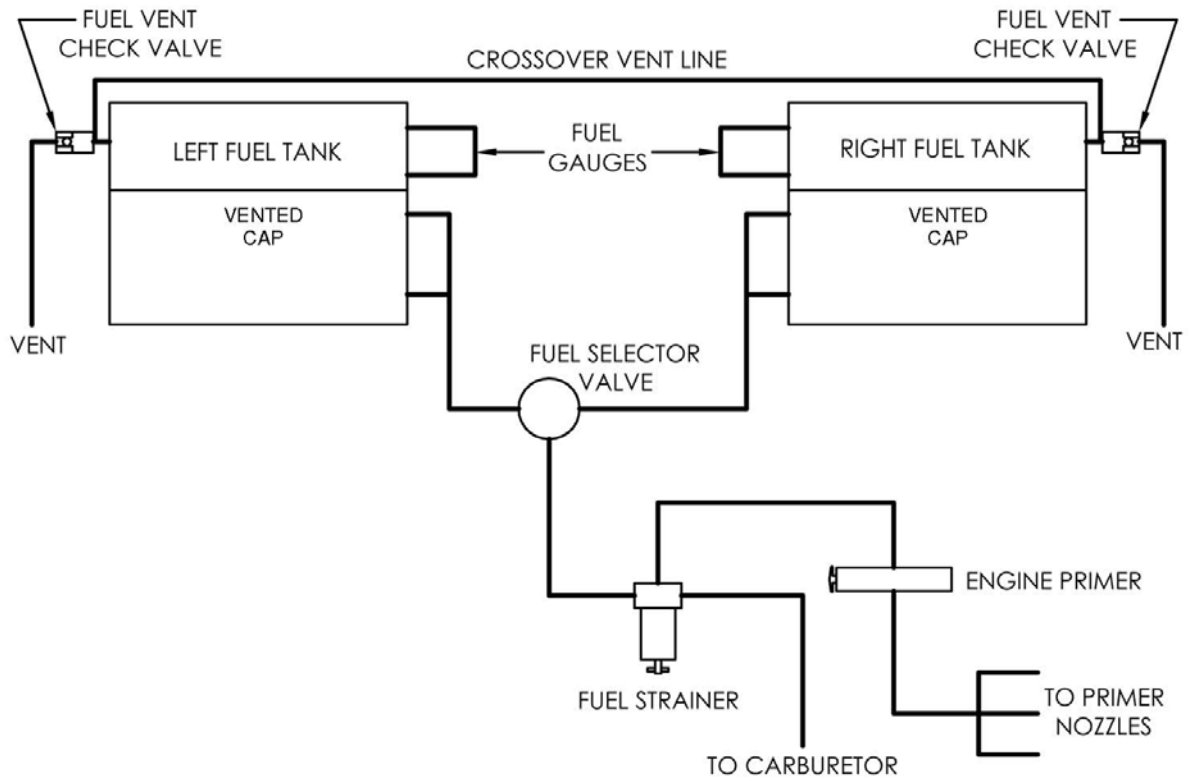 FUEL VENT
CHECK VALVE
FUEL VENT
CHECK VALVE
CROSSOVER VENT LINE
LEFT FUEL TANK
FUEL
GAUGES
RIGHT FUEL TANK
VENTED
CAP
VENTED
CAP
VENT
VENT
FUEL SELECTOR
VALVE
ENGINE PRIMER
FUEL STRAINER
TO PRIMER
NOZZLES
TO CARBURETOR